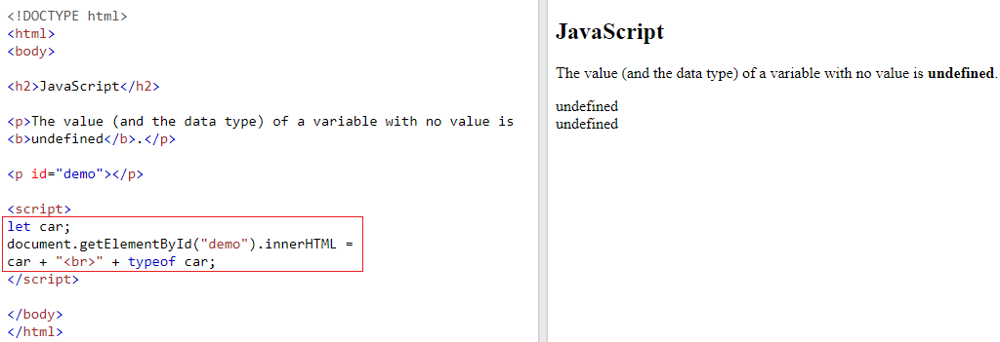 <!DOCTYPE html>
<html>
<body>
<h2>JavaScript</h2>
<p>The value (and the data type) of a variable with no value is
<b>undefined</b>.</p>
<p id="demo"></p>
<script>
let car;
document.getElementById("demo").innerHTML =
car + "<br>" + typeof car;
</script>
</body>
</html>
JavaScript
The value (and the data type) of a variable with no value is undefined.
undefined
undefined